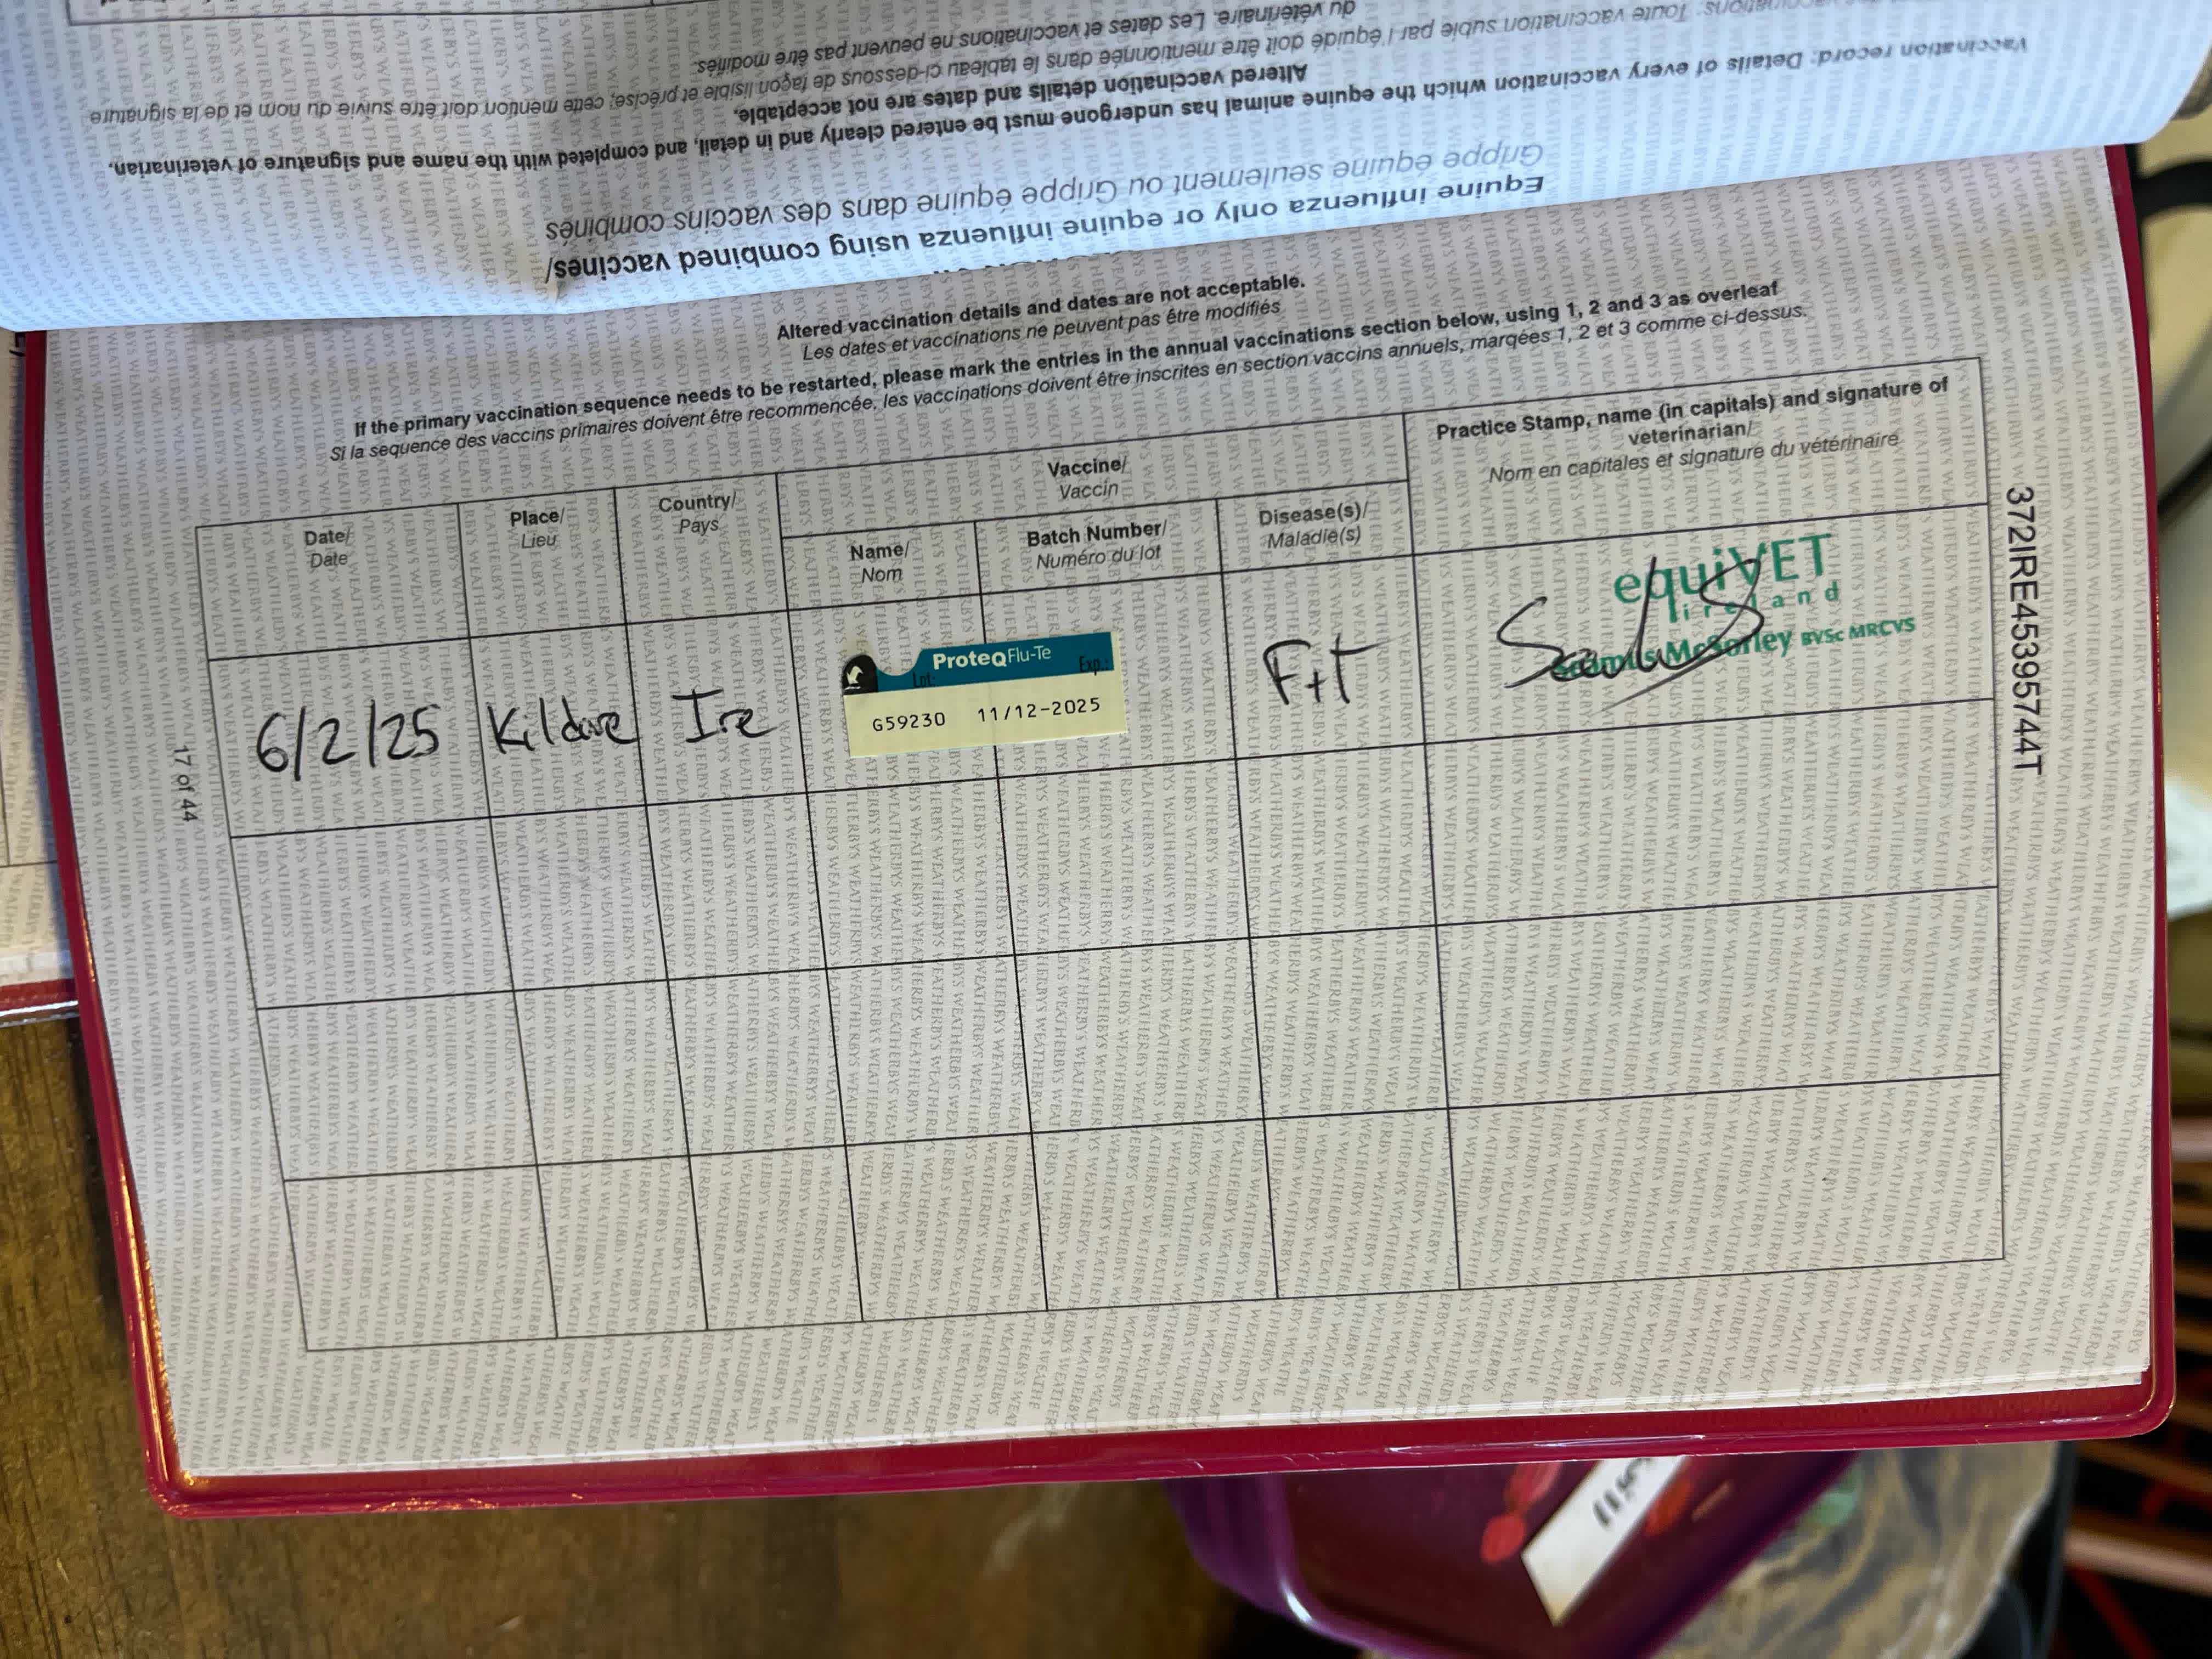 du vétérinaire. Les dates et vaccinations ne peuvent pas être modifiés.
Toute vaccination subie par l'équidé doit être mentionnée dans le tableau ci-dessous de façon lisible et précise; cette mention doit être suivie du nom et de la signature
Altered vaccination details and dates are not acceptable.
Vaccination record: Details of every vaccination which the equine animal has undergone must be entered clearly and in detail, and completed with the name and signature of veterinarian.
Grippe équine seulement ou Grippe équine dans des vaccins combinés
Equine influenza only or equine influenza using combined vaccines/
Altered vaccination details and dates are not acceptable.
Les dates et vaccinations ne peuvent pas être modifiés
If the primary vaccination sequence needs to be restarted, please mark the entries in the annual vaccinations section below, using 1, 2 and 3 as overleaf
Si la sequence des vaccins primaires doivent être recommencée, les vaccinations doivent être inscrites en section vaccins annuels, marqées 1, 2 et 3 comme ci-dessus.
Date/
Date
Place/
Lieu
Country/
Pays
Vaccine/
Vaccin
Name/
Nom
Batch Number/
Numéro du lot
Disease(s)/
Maladie(s)
Practice Stamp, name (in capitals) and signature of
veterinarian/
Nom en capitales et signature du vétérinaire
6/2/25
Kildare
Ire
ProteqFlu-Te
Lot: Exp.:
G59230 11/12-2025
F+T
equiVET
ireland
Seamus McSorley BVSc MRCVS
372IRE45395744T
17 of 44
WEATHERBYS WEATHERBYS WEATHERBYS